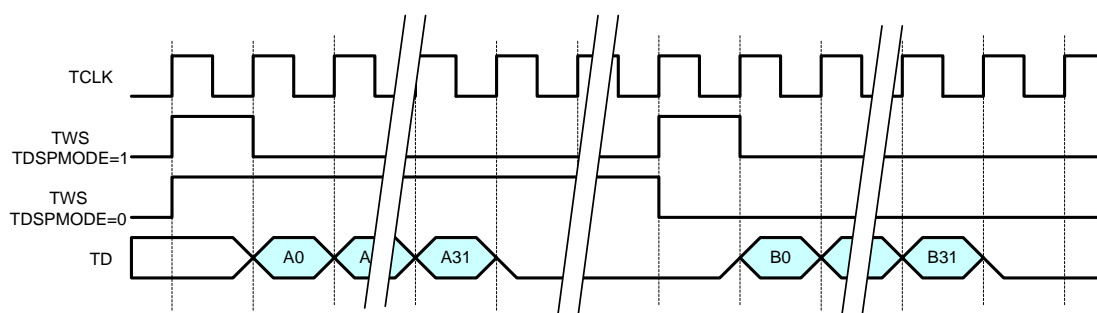 TCLK
TWS
TDSPMODE=1
TWS
TDSPMODE=0
TD A0 A A31 B0 B31